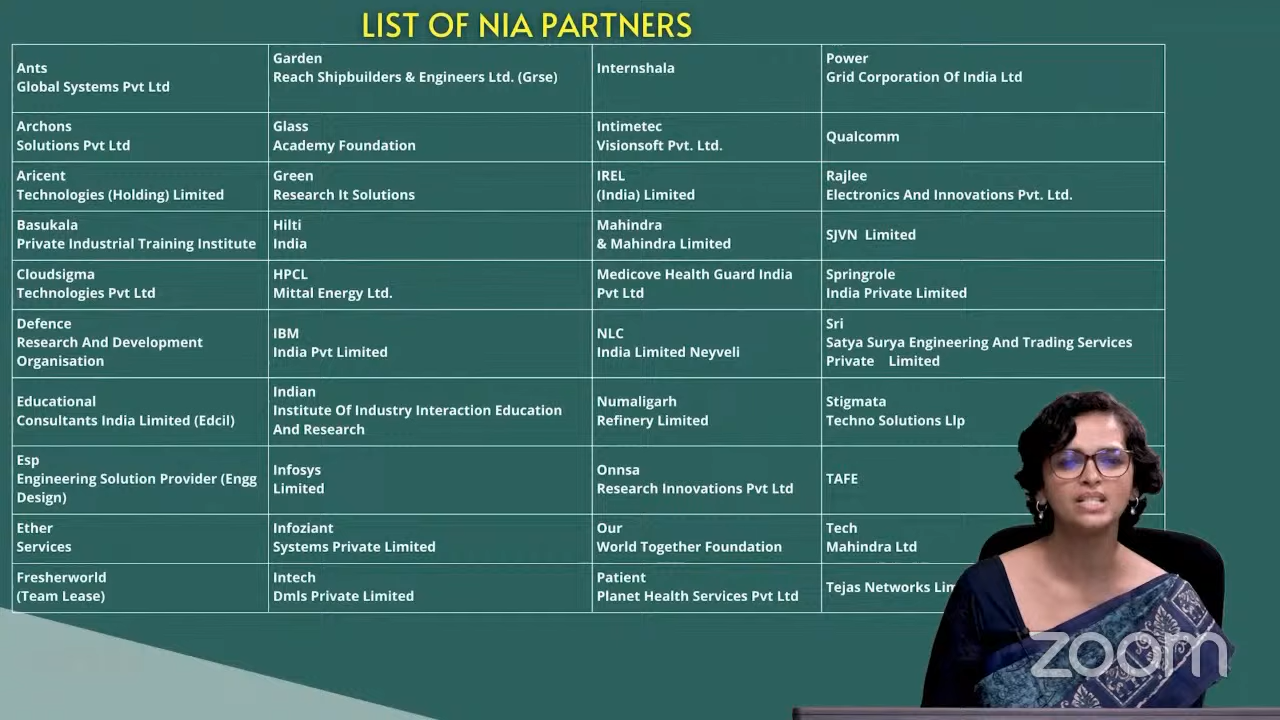 LIST OF NIA PARTNERS
Ants
Global Systems Pvt Ltd
Garden
Reach Shipbuilders & Engineers Ltd. (Grse)
Internshala
Power
Grid Corporation Of India Ltd
Archons
Solutions Pvt Ltd
Glass
Academy Foundation
Intimetec
Visionsoft Pvt. Ltd.
Qualcomm
Aricent
Technologies (Holding) Limited
Green
Research It Solutions
IREL
(India) Limited
Rajlee
Electronics And Innovations Pvt. Ltd.
Basukala
Private Industrial Training Institute
Hilti
India
Mahindra
& Mahindra Limited
SJVN Limited
Cloudsigma
Technologies Pvt Ltd
HPCL
Mittal Energy Ltd.
Medicove Health Guard India
Pvt Ltd
Springrole
India Private Limited
Defence
Research And Development
Organisation
IBM
India Pvt Limited
NLC
India Limited Neyveli
Sri
Satya Surya Engineering And Trading Services
Private Limited
Educational
Consultants India Limited (Edcil)
Indian
Institute Of Industry Interaction Education
And Research
Numaligarh
Refinery Limited
Stigmata
Techno Solutions Llp
Esp
Engineering Solution Provider (Engg
Design)
Infosys
Limited
Onnsa
Research Innovations Pvt Ltd
TAFE
Ether
Services
Infoziant
Systems Private Limited
Our
World Together Foundation
Tech
Mahindra Ltd
Fresherworld
(Team Lease)
Intech
Dmls Private Limited
Patient
Planet Health Services Pvt Ltd
Tejas Networks
zoom